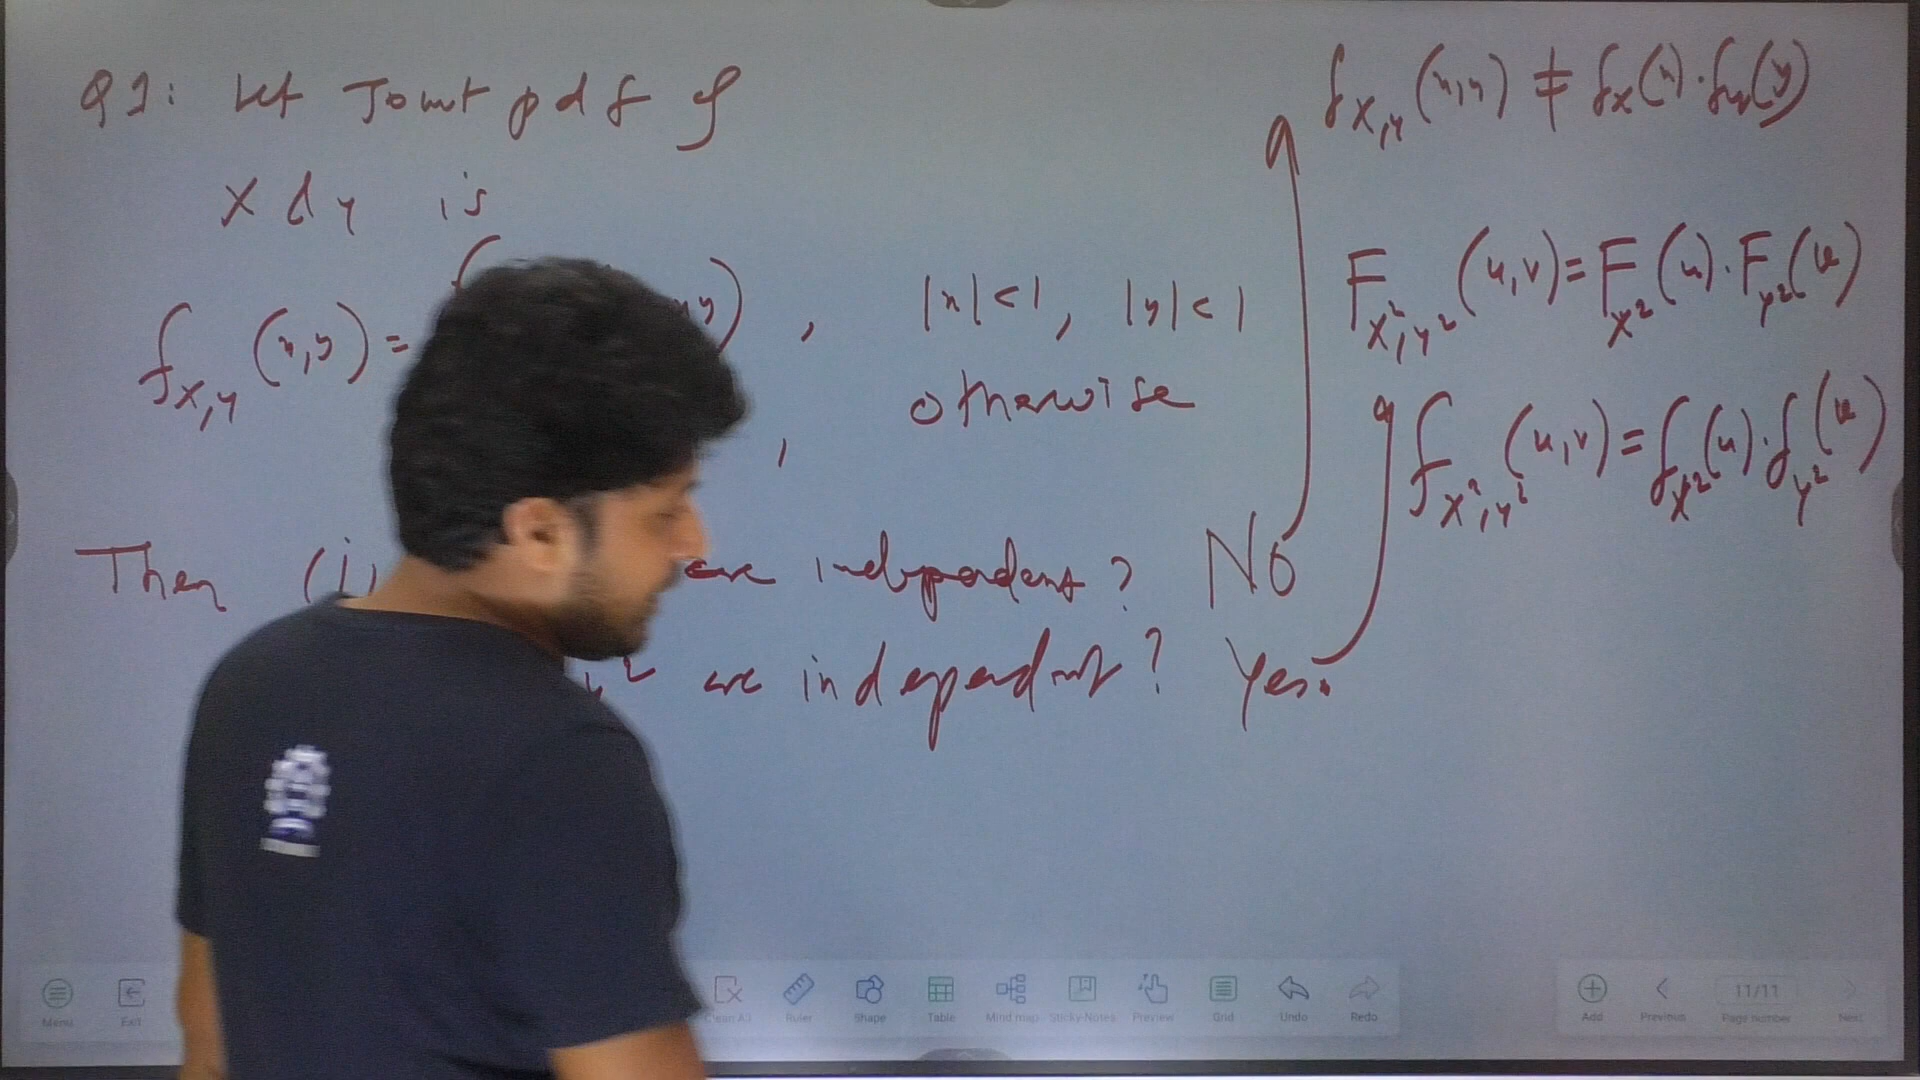 Q1: Let Joint pdf of
X & Y is
f_{X,Y}(x,y) = xy) , |x|<1, |y|<1
, otherwise
Then (i) are independent? No
Y² are independent? Yes.
f_{X,Y}(x,y) ≠ f_X(x)·f_Y(y)
F_{X²,Y²}(u,v) = F_{X²}(u)·F_{Y²}(v)
f_{X²,Y²}(u,v) = f_{X²}(u)·f_{Y²}(v)
Menu Exit Clean All Ruler Shape Table Mind map Sticky-Notes Preview Grid Undo Redo Add Previous 11/11 Page number Next